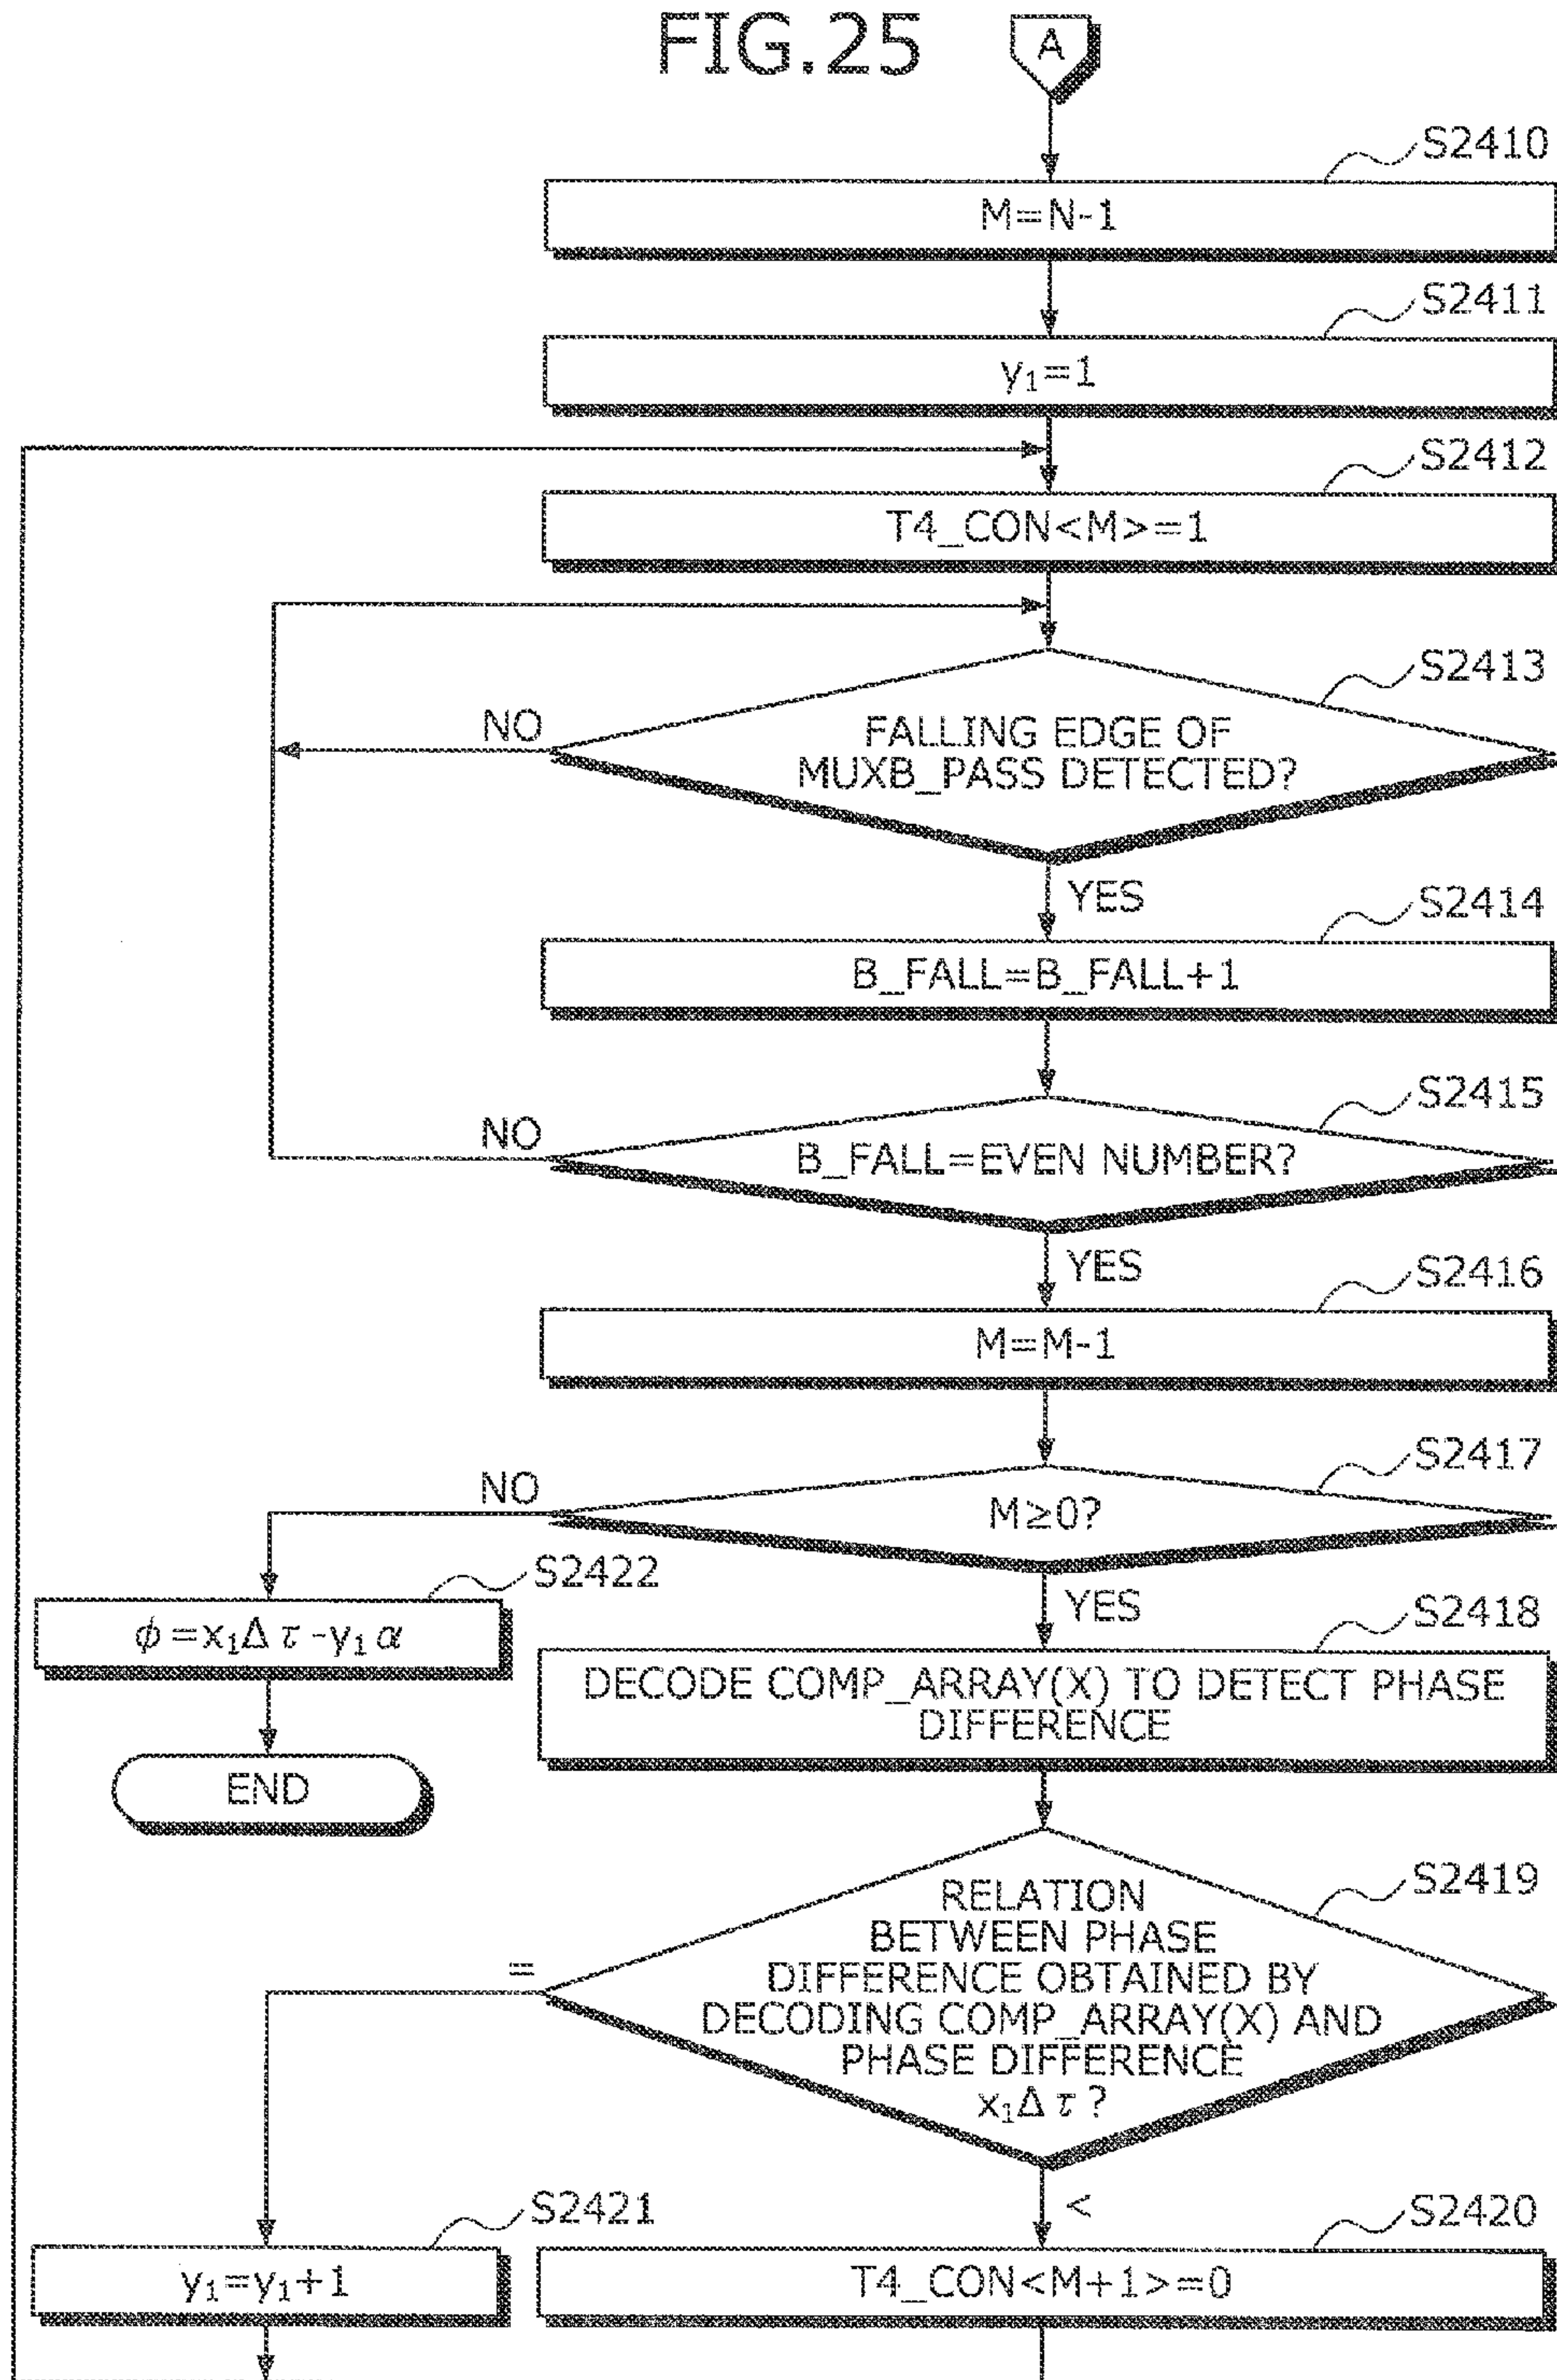 FIG.25
A
S2410
M=N-1
S2411
y₁=1
S2412
T4_CON<M>=1
S2413
NO
FALLING EDGE OF
MUXB_PASS DETECTED?
YES
S2414
B_FALL=B_FALL+1
S2415
NO
B_FALL=EVEN NUMBER?
YES
S2416
M=M-1
S2417
NO
M≥0?
S2422
YES
ϕ=x₁Δτ-y₁α
S2418
DECODE COMP_ARRAY(X) TO DETECT PHASE
DIFFERENCE
END
S2419
RELATION
BETWEEN PHASE
DIFFERENCE OBTAINED BY
DECODING COMP_ARRAY(X) AND
PHASE DIFFERENCE
x₁Δτ?
=
<
S2421
S2420
y₁=y₁+1
T4_CON<M+1>=0